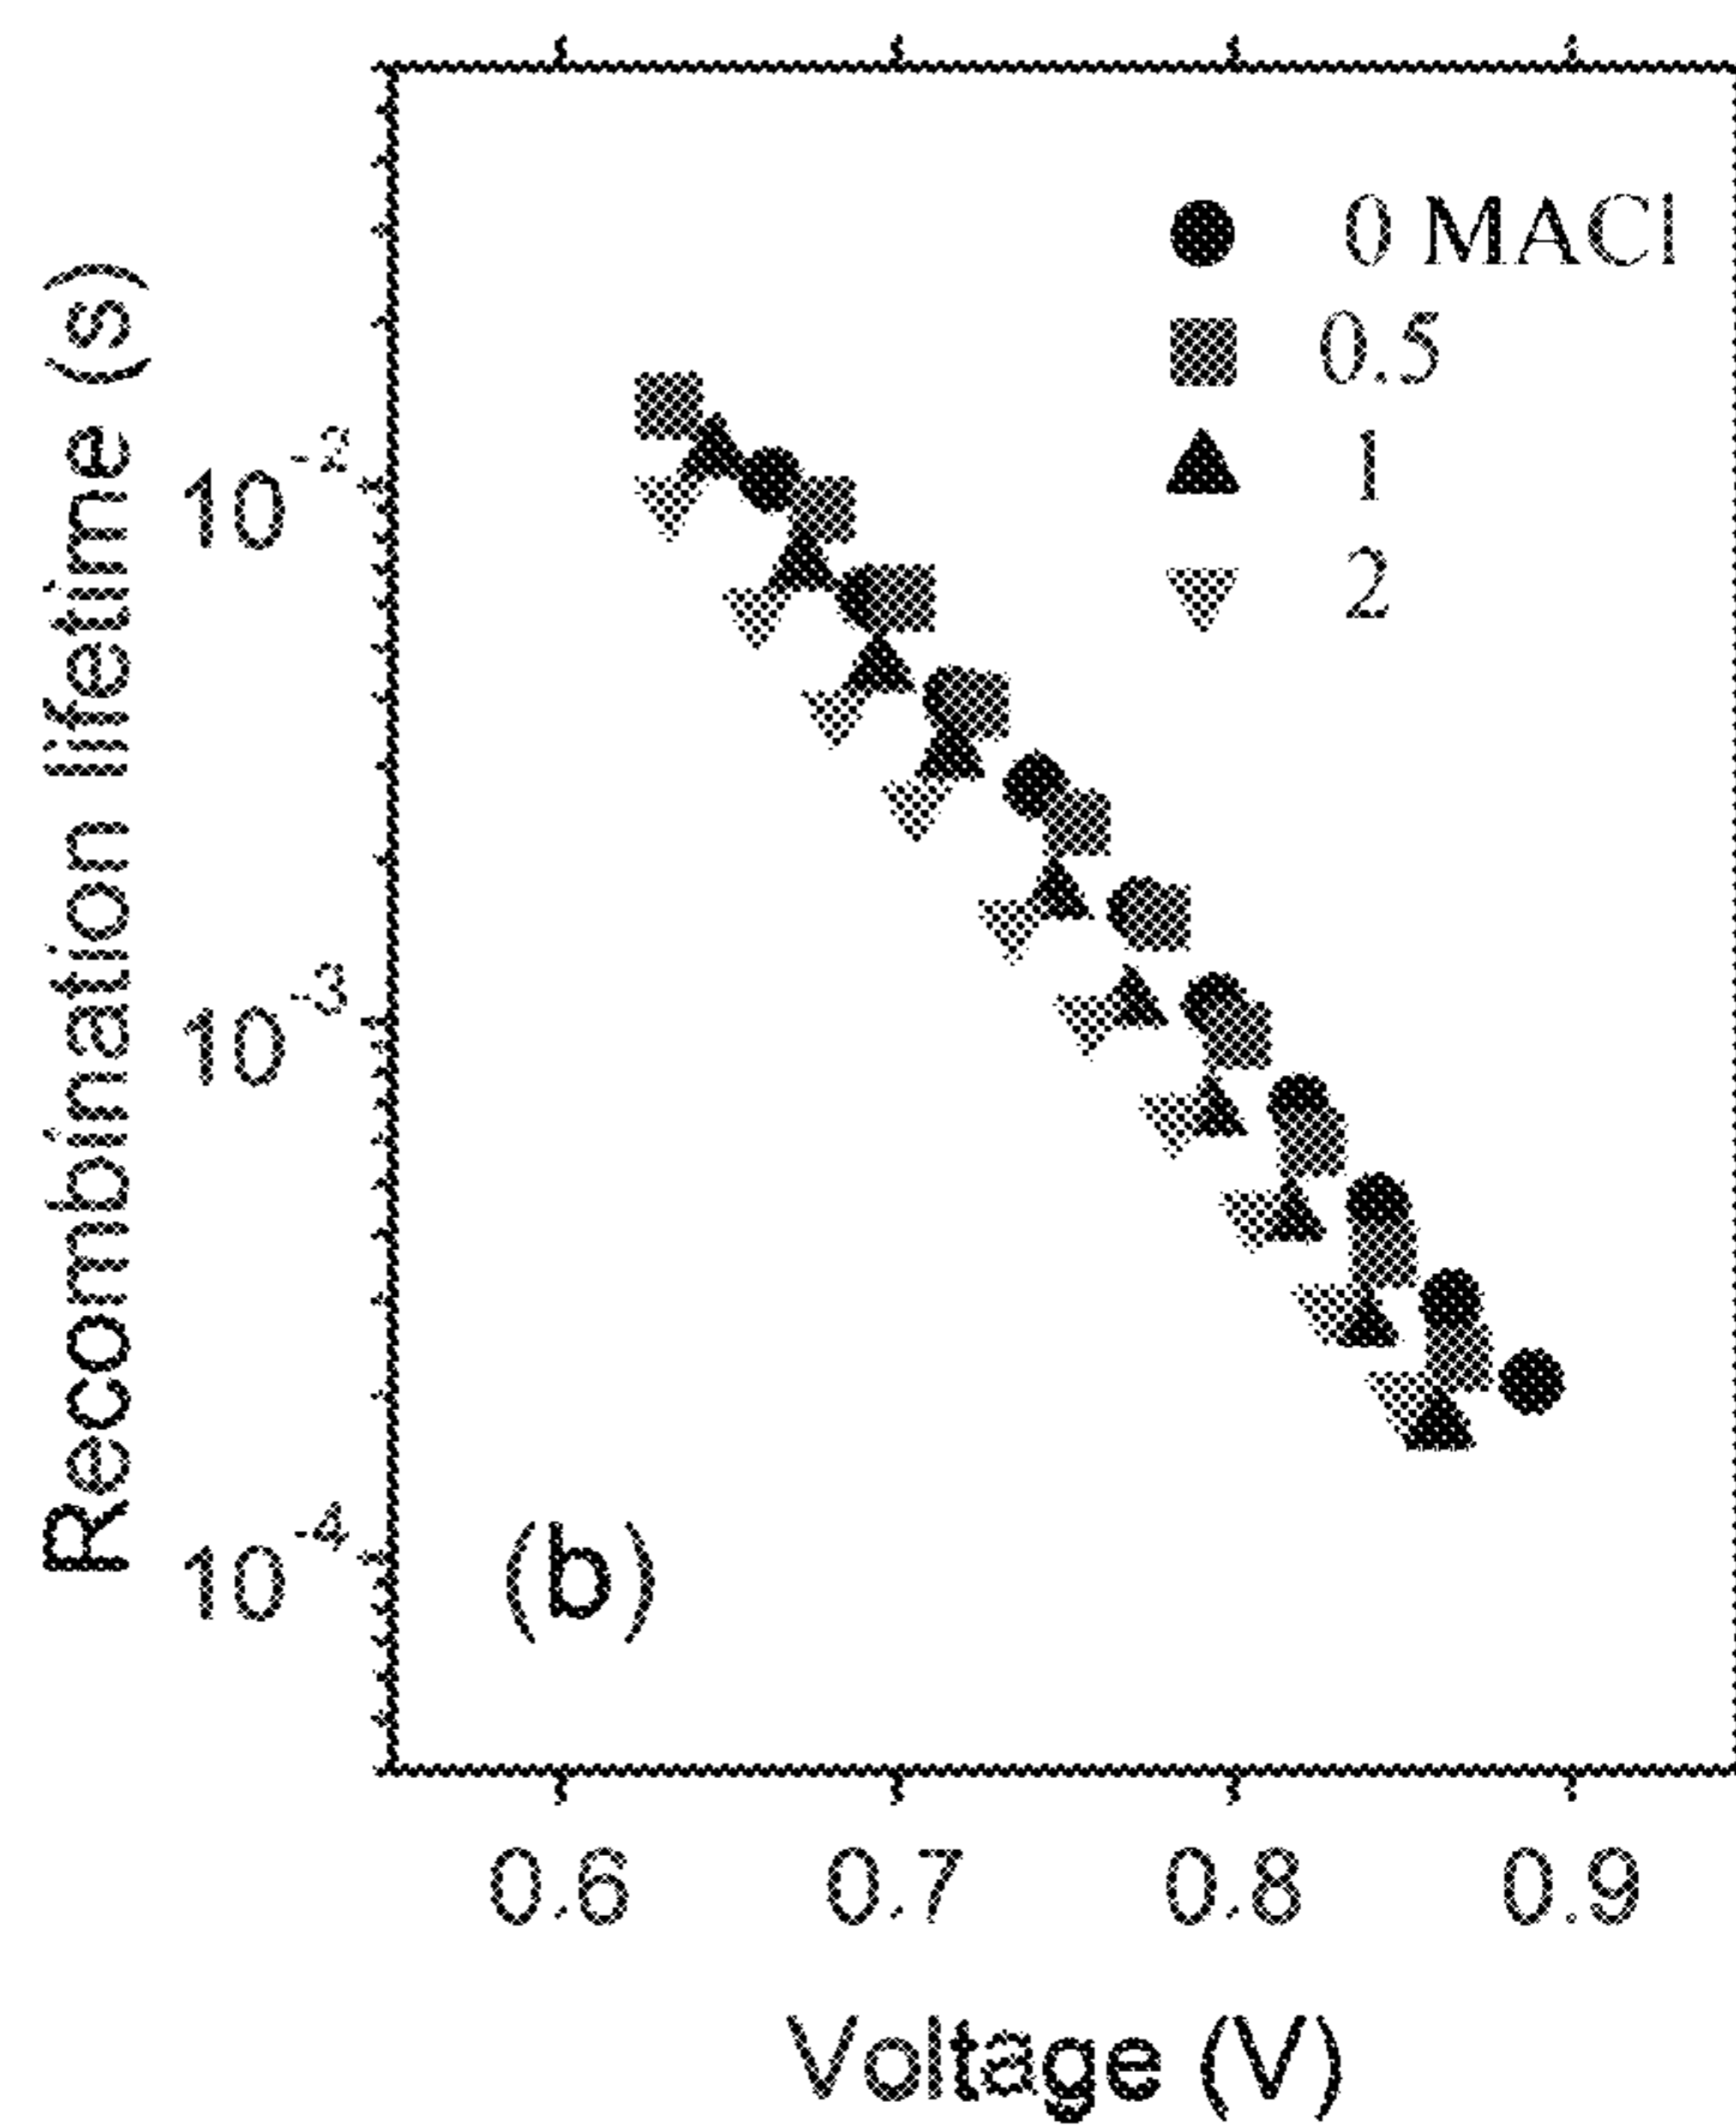 Recombination lifetime (s)
10-2
10-3
10-4
0 MACl
0.5
1
2
(b)
0.6 0.7 0.8 0.9
Voltage (V)